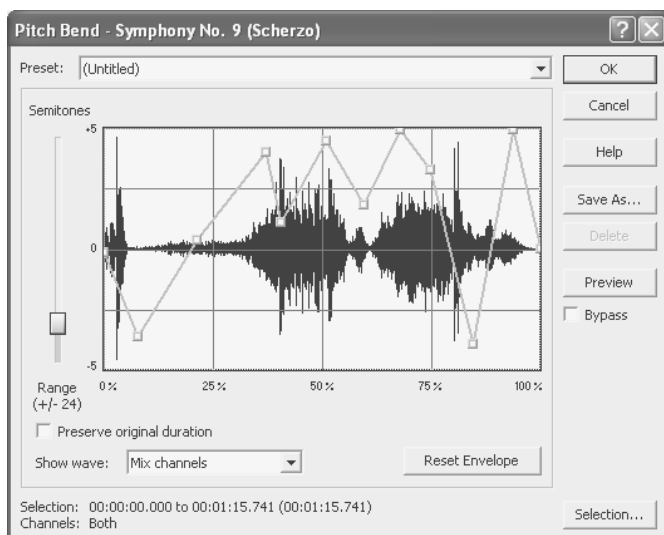 Pitch Bend - Symphony No. 9 (Scherzo)
Preset: (Untitled)
OK
Cancel
Help
Save As...
Delete
Preview
Bypass
Semitones
+5
0
-5
0 % 25 % 50 % 75 % 100 %
Range
(+/- 24)
Preserve original duration
Show wave: Mix channels
Reset Envelope
Selection: 00:00:00.000 to 00:01:15.741 (00:01:15.741)
Channels: Both
Selection...